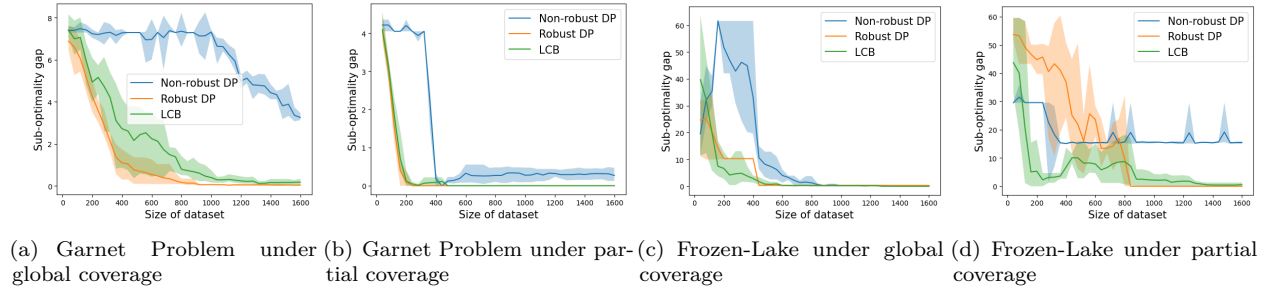 Sub-optimality gap
8
6
4
2
0
Non-robust DP
Robust DP
LCB
0 200 400 600 800 1000 1200 1400 1600
Size of dataset
Sub-optimality gap
4
3
2
1
0
Non-robust DP
Robust DP
LCB
0 200 400 600 800 1000 1200 1400 1600
Size of dataset
Sub-optimality gap
60
50
40
30
20
10
0
Non-robust DP
Robust DP
LCB
0 200 400 600 800 1000 1200 1400 1600
Size of dataset
Sub-optimality gap
60
50
40
30
20
10
0
Non-robust DP
Robust DP
LCB
0 200 400 600 800 1000 1200 1400 1600
Size of dataset
(a) Garnet Problem under
global coverage
(b) Garnet Problem under par-
tial coverage
(c) Frozen-Lake under global
coverage
(d) Frozen-Lake under partial
coverage